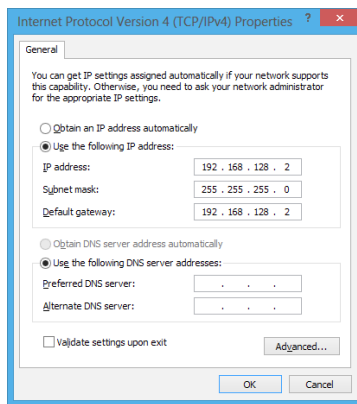 Internet Protocol Version 4 (TCP/IPv4) Properties ? ×
General
You can get IP settings assigned automatically if your network supports
this capability. Otherwise, you need to ask your network administrator
for the appropriate IP settings.
Obtain an IP address automatically
Use the following IP address:
IP address: 192 . 168 . 128 . 2
Subnet mask: 255 . 255 . 255 . 0
Default gateway: 192 . 168 . 128 . 2
Obtain DNS server address automatically
Use the following DNS server addresses:
Preferred DNS server: . . .
Alternate DNS server: . . .
Validate settings upon exit
Advanced...
OK Cancel